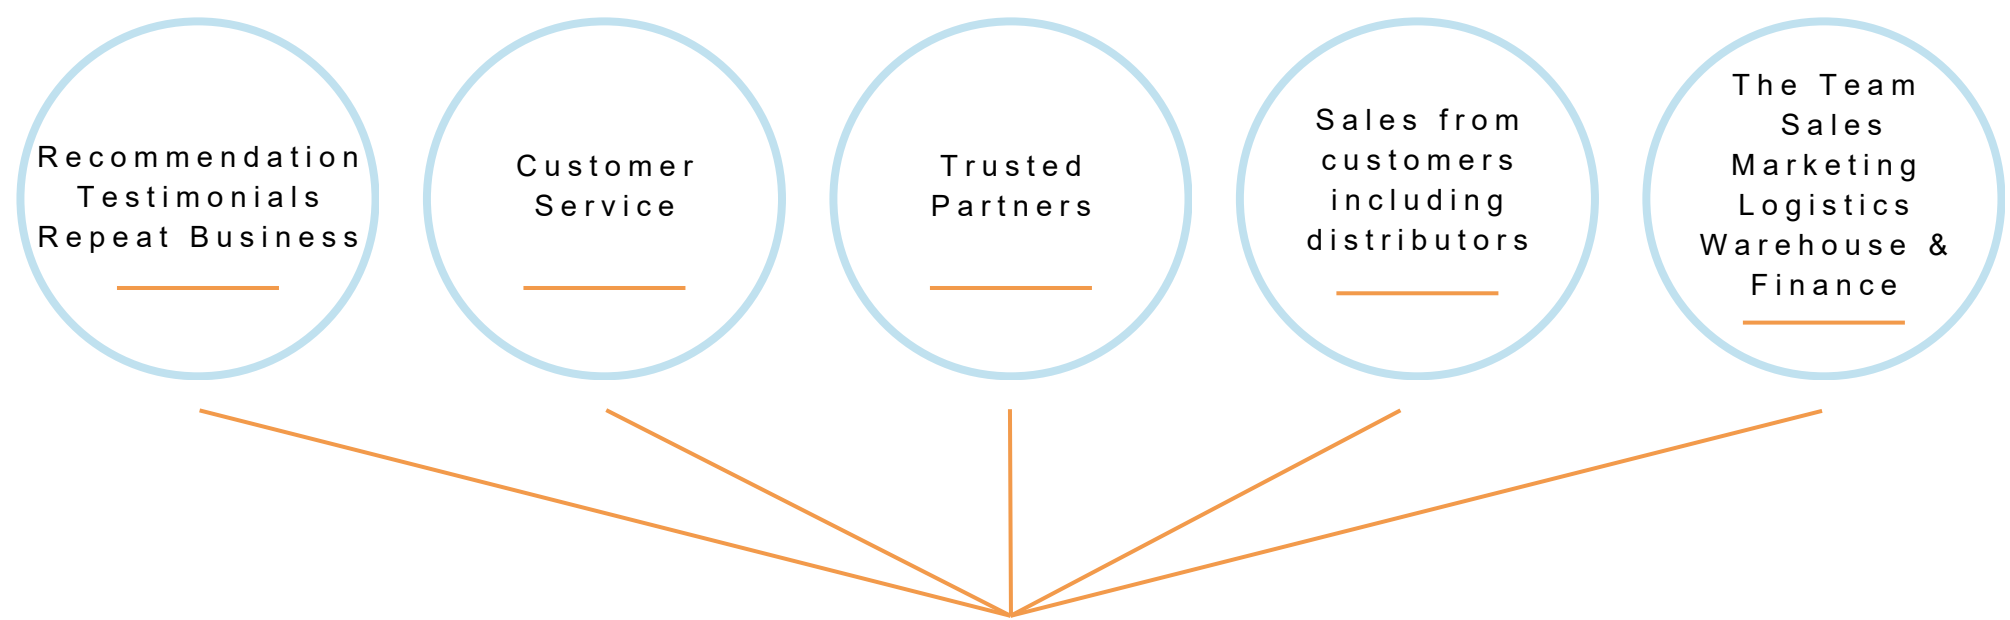 Recommendation
Testimonials
Repeat Business
Customer
Service
Trusted
Partners
Sales from
customers
including
distributors
The Team
Sales
Marketing
Logistics
Warehouse &
Finance